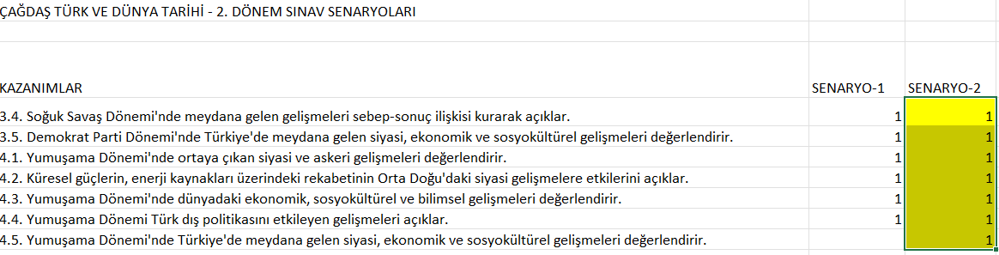 ÇAĞDAŞ TÜRK VE DÜNYA TARİHİ - 2. DÖNEM SINAV SENARYOLARI
KAZANIMLAR SENARYO-1 SENARYO-2
3.4. Soğuk Savaş Dönemi'nde meydana gelen gelişmeleri sebep-sonuç ilişkisi kurarak açıklar. 1 1
3.5. Demokrat Parti Dönemi'nde Türkiye'de meydana gelen siyasi, ekonomik ve sosyokültürel gelişmeleri değerlendirir. 1 1
4.1. Yumuşama Dönemi'nde ortaya çıkan siyasi ve askeri gelişmeleri değerlendirir. 1 1
4.2. Küresel güçlerin, enerji kaynakları üzerindeki rekabetinin Orta Doğu'daki siyasi gelişmelere etkilerini açıklar. 1 1
4.3. Yumuşama Dönemi'nde dünyadaki ekonomik, sosyokültürel ve bilimsel gelişmeleri değerlendirir. 1 1
4.4. Yumuşama Dönemi Türk dış politikasını etkileyen gelişmeleri açıklar. 1 1
4.5. Yumuşama Dönemi'nde Türkiye'de meydana gelen siyasi, ekonomik ve sosyokültürel gelişmeleri değerlendirir. 1